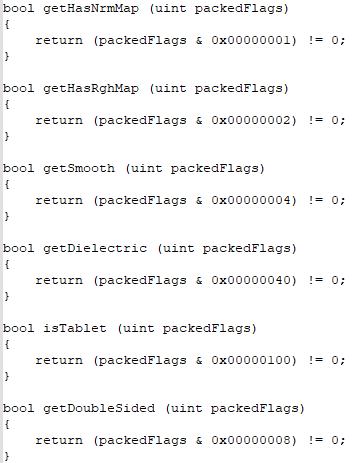 bool getHasNrmMap (uint packedFlags)
{
    return (packedFlags & 0x00000001) != 0;
}
bool getHasRghMap (uint packedFlags)
{
    return (packedFlags & 0x00000002) != 0;
}
bool getSmooth (uint packedFlags)
{
    return (packedFlags & 0x00000004) != 0;
}
bool getDielectric (uint packedFlags)
{
    return (packedFlags & 0x00000040) != 0;
}
bool isTablet (uint packedFlags)
{
    return (packedFlags & 0x00000100) != 0;
}
bool getDoubleSided (uint packedFlags)
{
    return (packedFlags & 0x00000008) != 0;
}